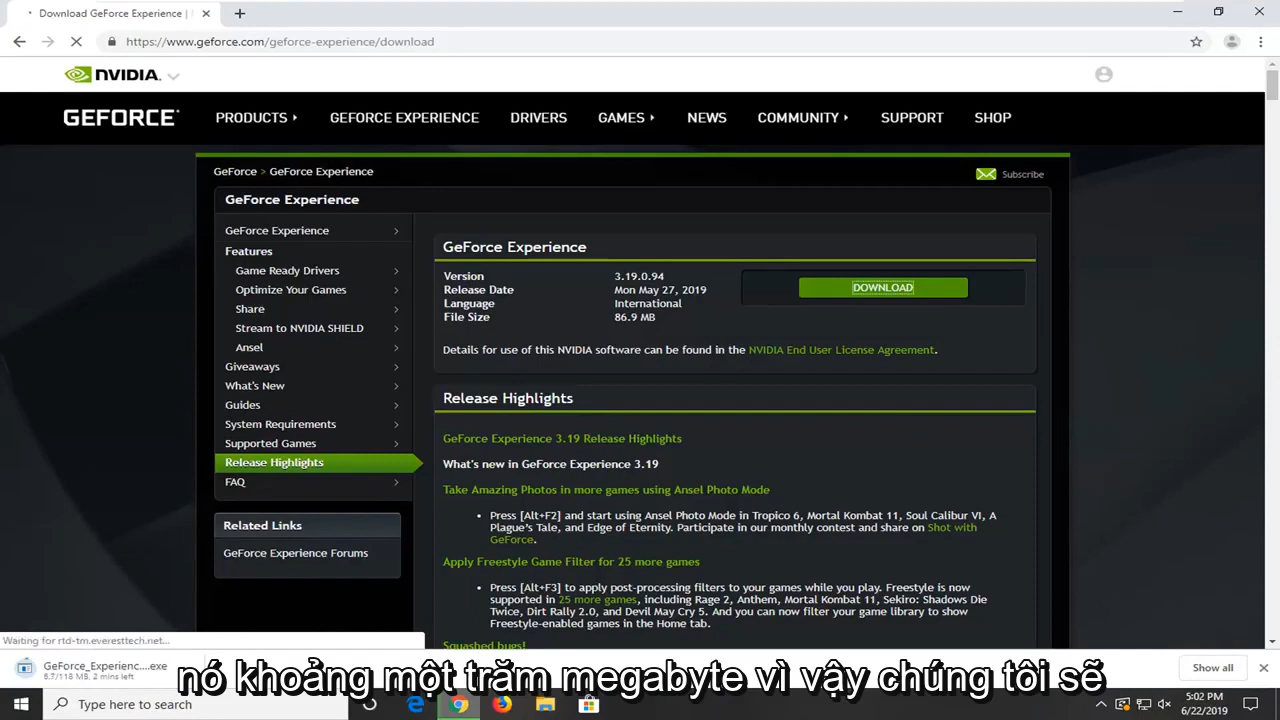 Download GeForce Experience |
https://www.geforce.com/geforce-experience/download
NVIDIA.
GEFORCE
PRODUCTS
GEFORCE EXPERIENCE
DRIVERS
GAMES
NEWS
COMMUNITY
SUPPORT
SHOP
GeForce > GeForce Experience
Subscribe
GeForce Experience
GeForce Experience
Features
Game Ready Drivers
Optimize Your Games
Share
Stream to NVIDIA SHIELD
Ansel
Giveaways
What's New
Guides
System Requirements
Supported Games
Release Highlights
FAQ
Related Links
GeForce Experience Forums
GeForce Experience
Version 3.19.0.94
Release Date Mon May 27, 2019
Language International
File Size 86.9 MB
DOWNLOAD
Details for use of this NVIDIA software can be found in the NVIDIA End User License Agreement.
Release Highlights
GeForce Experience 3.19 Release Highlights
What's new in GeForce Experience 3.19
Take Amazing Photos in more games using Ansel Photo Mode
• Press [Alt+F2] and start using Ansel Photo Mode in Tropico 6, Mortal Kombat 11, Soul Calibur VI, A
Plague's Tale, and Edge of Eternity. Participate in our monthly contest and share on Shot with
GeForce.
Apply Freestyle Game Filter for 25 more games
• Press [Alt+F3] to apply post-processing filters to your games while you play. Freestyle is now
supported in 25 more games, including Rage 2, Anthem, Mortal Kombat 11, Sekiro: Shadows Die
Twice, Dirt Rally 2.0, and Devil May Cry 5. And you can now filter your game library to show
Freestyle-enabled games in the Home tab.
Squashed bugs!
Waiting for rtd-tm.everesttech.net...
GeForce_Experienc....exe
6.7/118 MB, 2 mins left
Show all
nó khoảng một trăm megabyte vì vậy chúng tôi sẽ
Type here to search
5:02 PM
6/22/2019